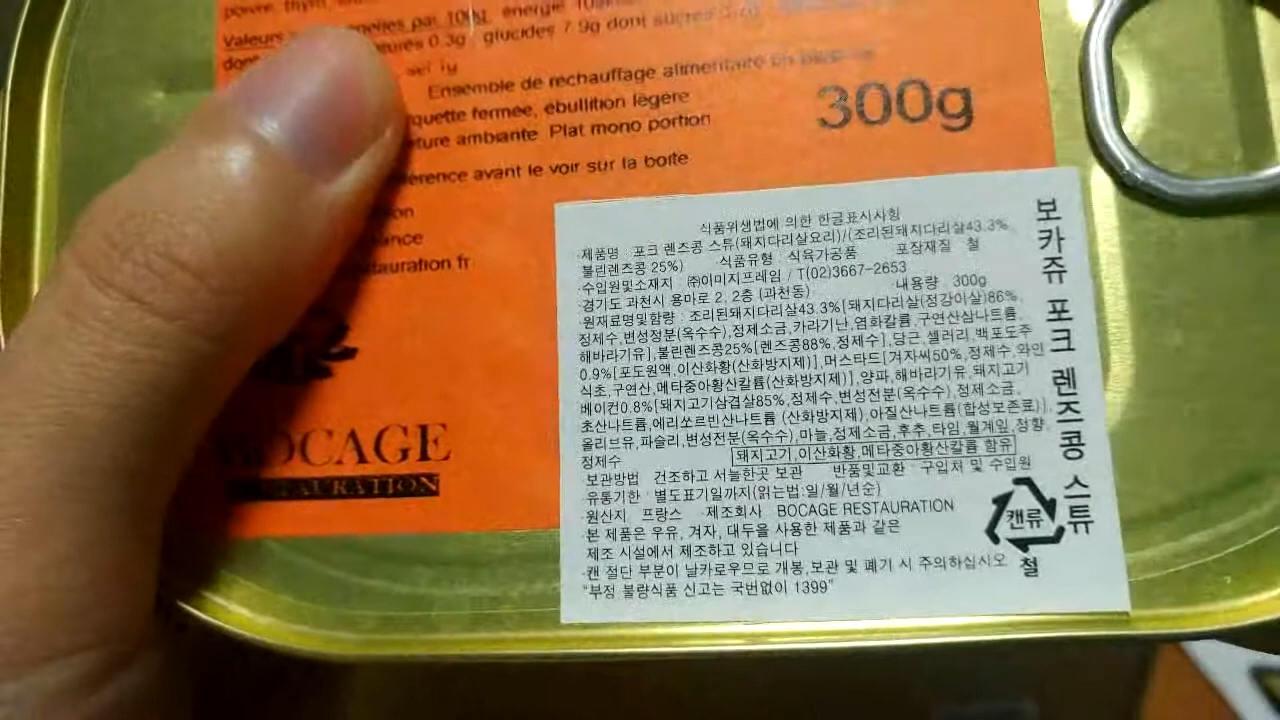 poivre thym
Valeurs par 100g, énergie
0.3g glucides 7.9g dont sucres
dont
Ensemble de rechauffage alimentaire
fermée, ébullition légère
ambiante Plat mono portion
300g
avant le voir sur la boite
BOCAGE
식품위생법에 의한 한글표시사항
·제품명 포크 렌즈콩 스튜(돼지다리살요리)/(조리된돼지다리살43.3%,
불린렌즈콩 25%) 식품유형 식육가공품 포장재질 철
·수입원및소재지 ㈜이미지프레임 / T(02)3667-2653
·경기도 과천시 용마로 2, 2층 (과천동) 내용량 300g
·원재료명및함량 : 조리된돼지다리살43.3%[돼지다리살(정강이살)86%,
정제수,변성전분(옥수수),정제소금,카라기난,염화칼륨,구연산삼나트륨,
해바라기유],불린렌즈콩25%[렌즈콩88%,정제수],당근,셀러리,백포도주
0.9%[포도원액,이산화황(산화방지제)],머스타드[겨자씨50%,정제수,와인
식초,구연산,메타중아황산칼륨(산화방지제)],양파,해바라기유,돼지고기
베이컨0.8%[돼지고기삼겹살85%,정제수,변성전분(옥수수),정제소금,
초산나트륨,에리쏘르빈산나트륨 (산화방지제),아질산나트륨(합성보존료)],
올리브유,파슬리,변성전분(옥수수),마늘,정제소금,후추,타임,월계잎,정향,
정제수 돼지고기,이산화황,메타중아황산칼륨 함유
·보관방법 건조하고 서늘한곳 보관 반품및교환 : 구입처 및 수입원
·유통기한 : 별도표기일까지(읽는법:일/월/년순)
·원산지 프랑스 ·제조회사 BOCAGE RESTAURATION
·본 제품은 우유, 겨자, 대두을 사용한 제품과 같은
제조 시설에서 제조하고 있습니다
·캔 절단 부분이 날카로우므로 개봉,보관 및 폐기 시 주의하십시오
"부정 불량식품 신고는 국번없이 1399"
보카쥬 포크 렌즈콩 스튜
캔류
철